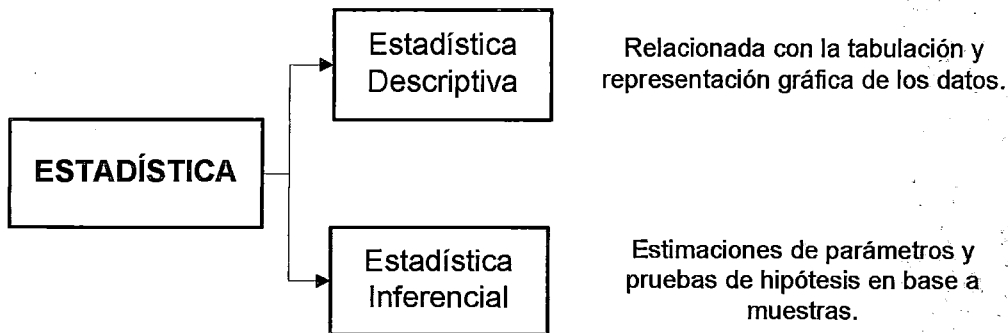 Estadística
Descriptiva
Relacionada con la tabulación y
representación gráfica de los datos.
ESTADÍSTICA
Estadística
Inferencial
Estimaciones de parámetros y
pruebas de hipótesis en base a
muestras.